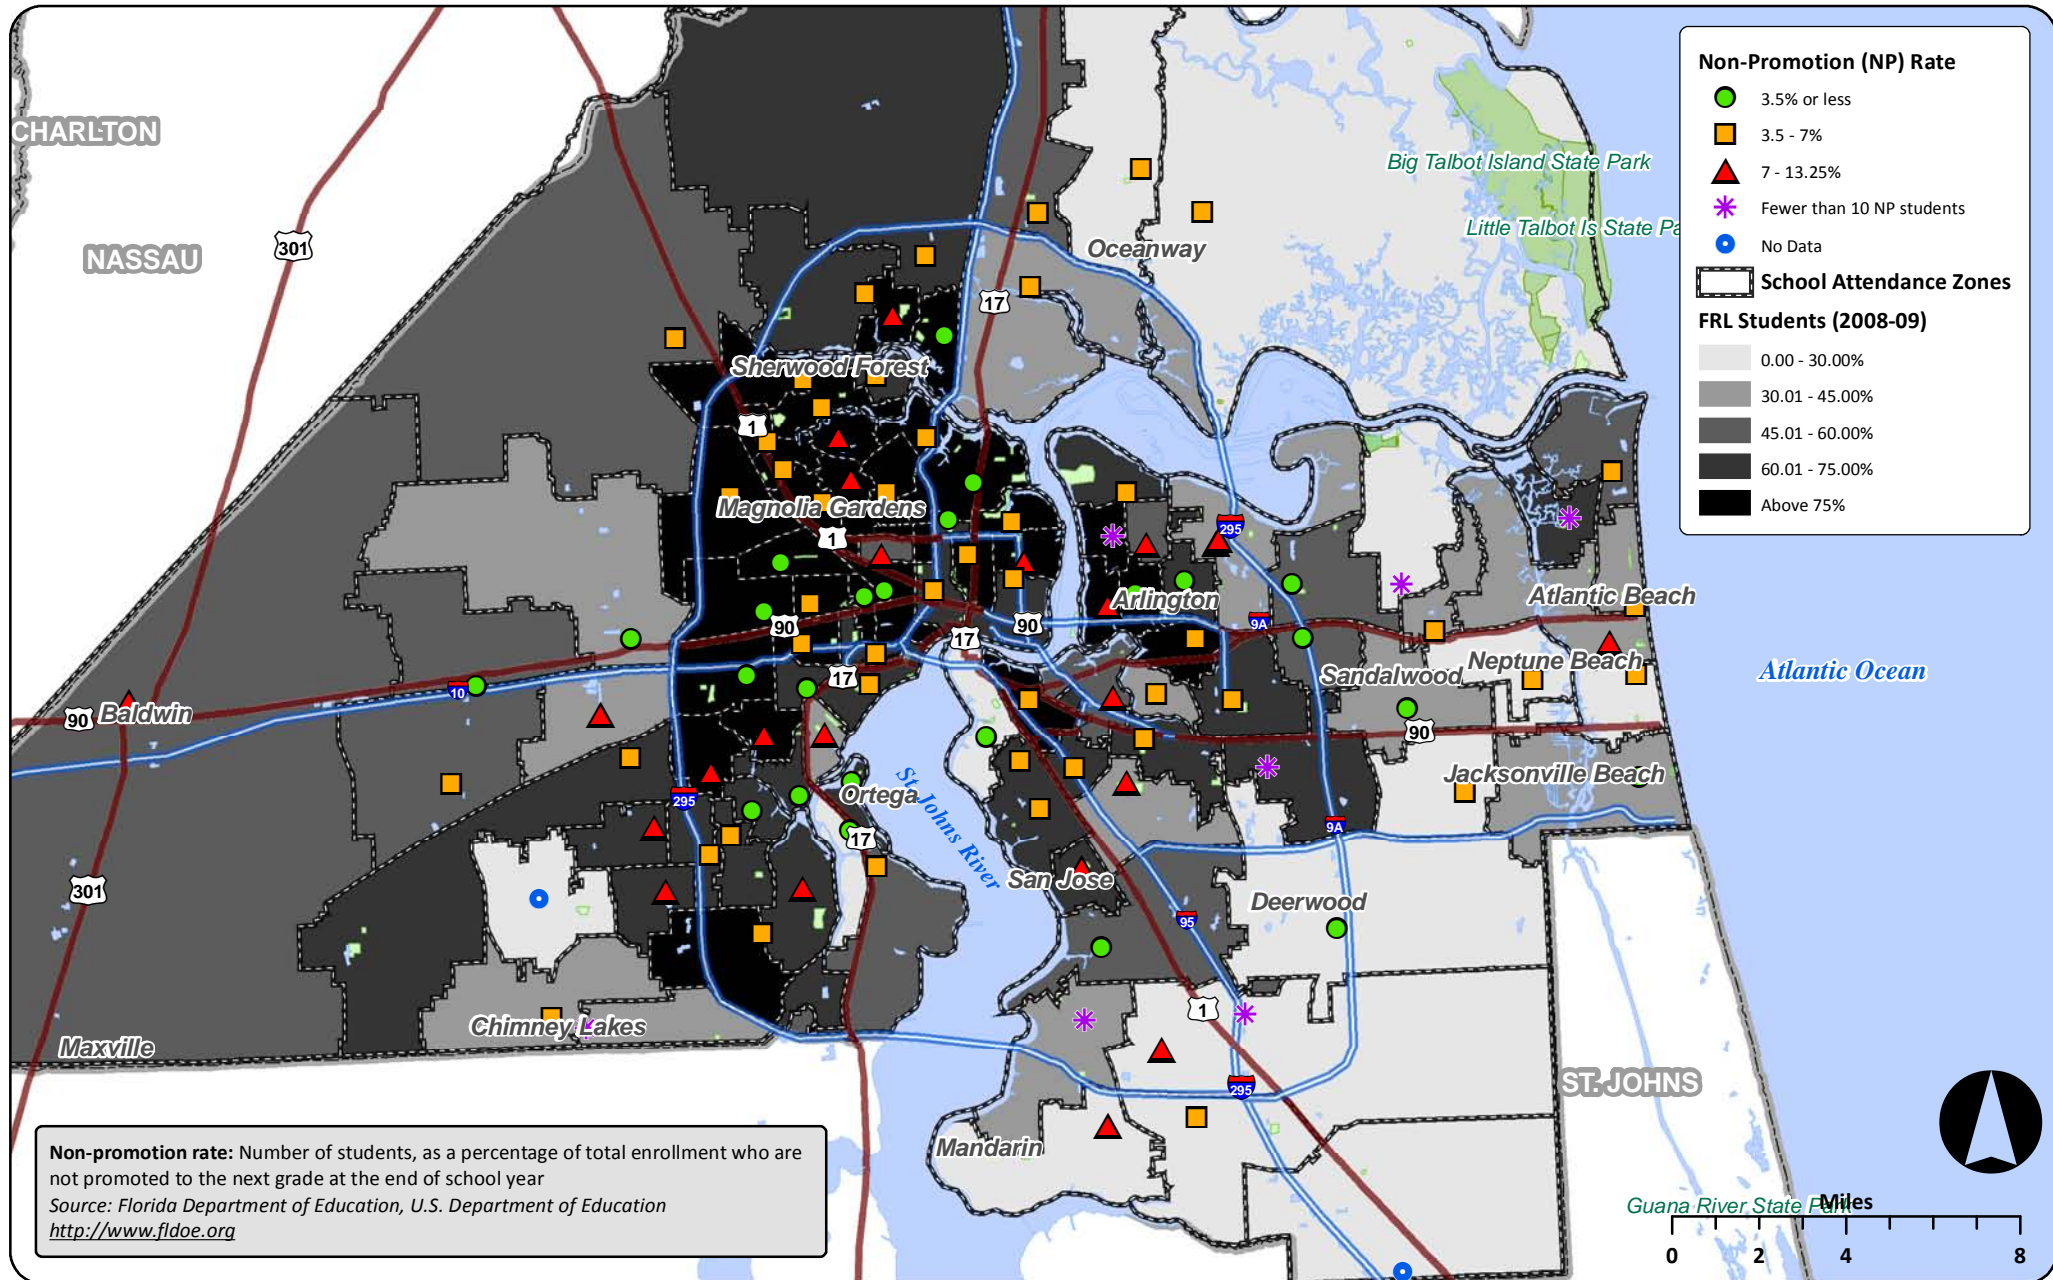 Non-Promotion (NP) Rate
3.5% or less
3.5 - 7%
7 - 13.25%
Fewer than 10 NP students
No Data
School Attendance Zones
FRL Students (2008-09)
0.00 - 30.00%
30.01 - 45.00%
45.01 - 60.00%
60.01 - 75.00%
Above 75%
CHARLTON
Big Talbot Island State Park
Little Talbot Is State Pa
NASSAU
301
Oceanway
17
Sherwood Forest
1
Magnolia Gardens
1
295
Arlington
Atlantic Beach
90
90
9A
17
Neptune Beach
Sandalwood
Atlantic Ocean
17
10
90
Baldwin
90
Jacksonville Beach
295
Ortega
St. Johns River
17
9A
San Jose
301
Deerwood
95
1
Chimney Lakes
Maxville
295
ST. JOHNS
Mandarin
Non-promotion rate: Number of students, as a percentage of total enrollment who are
not promoted to the next grade at the end of school year
Source: Florida Department of Education, U.S. Department of Education
http://www.fldoe.org
Guana River State Park
Miles
0 2 4 8